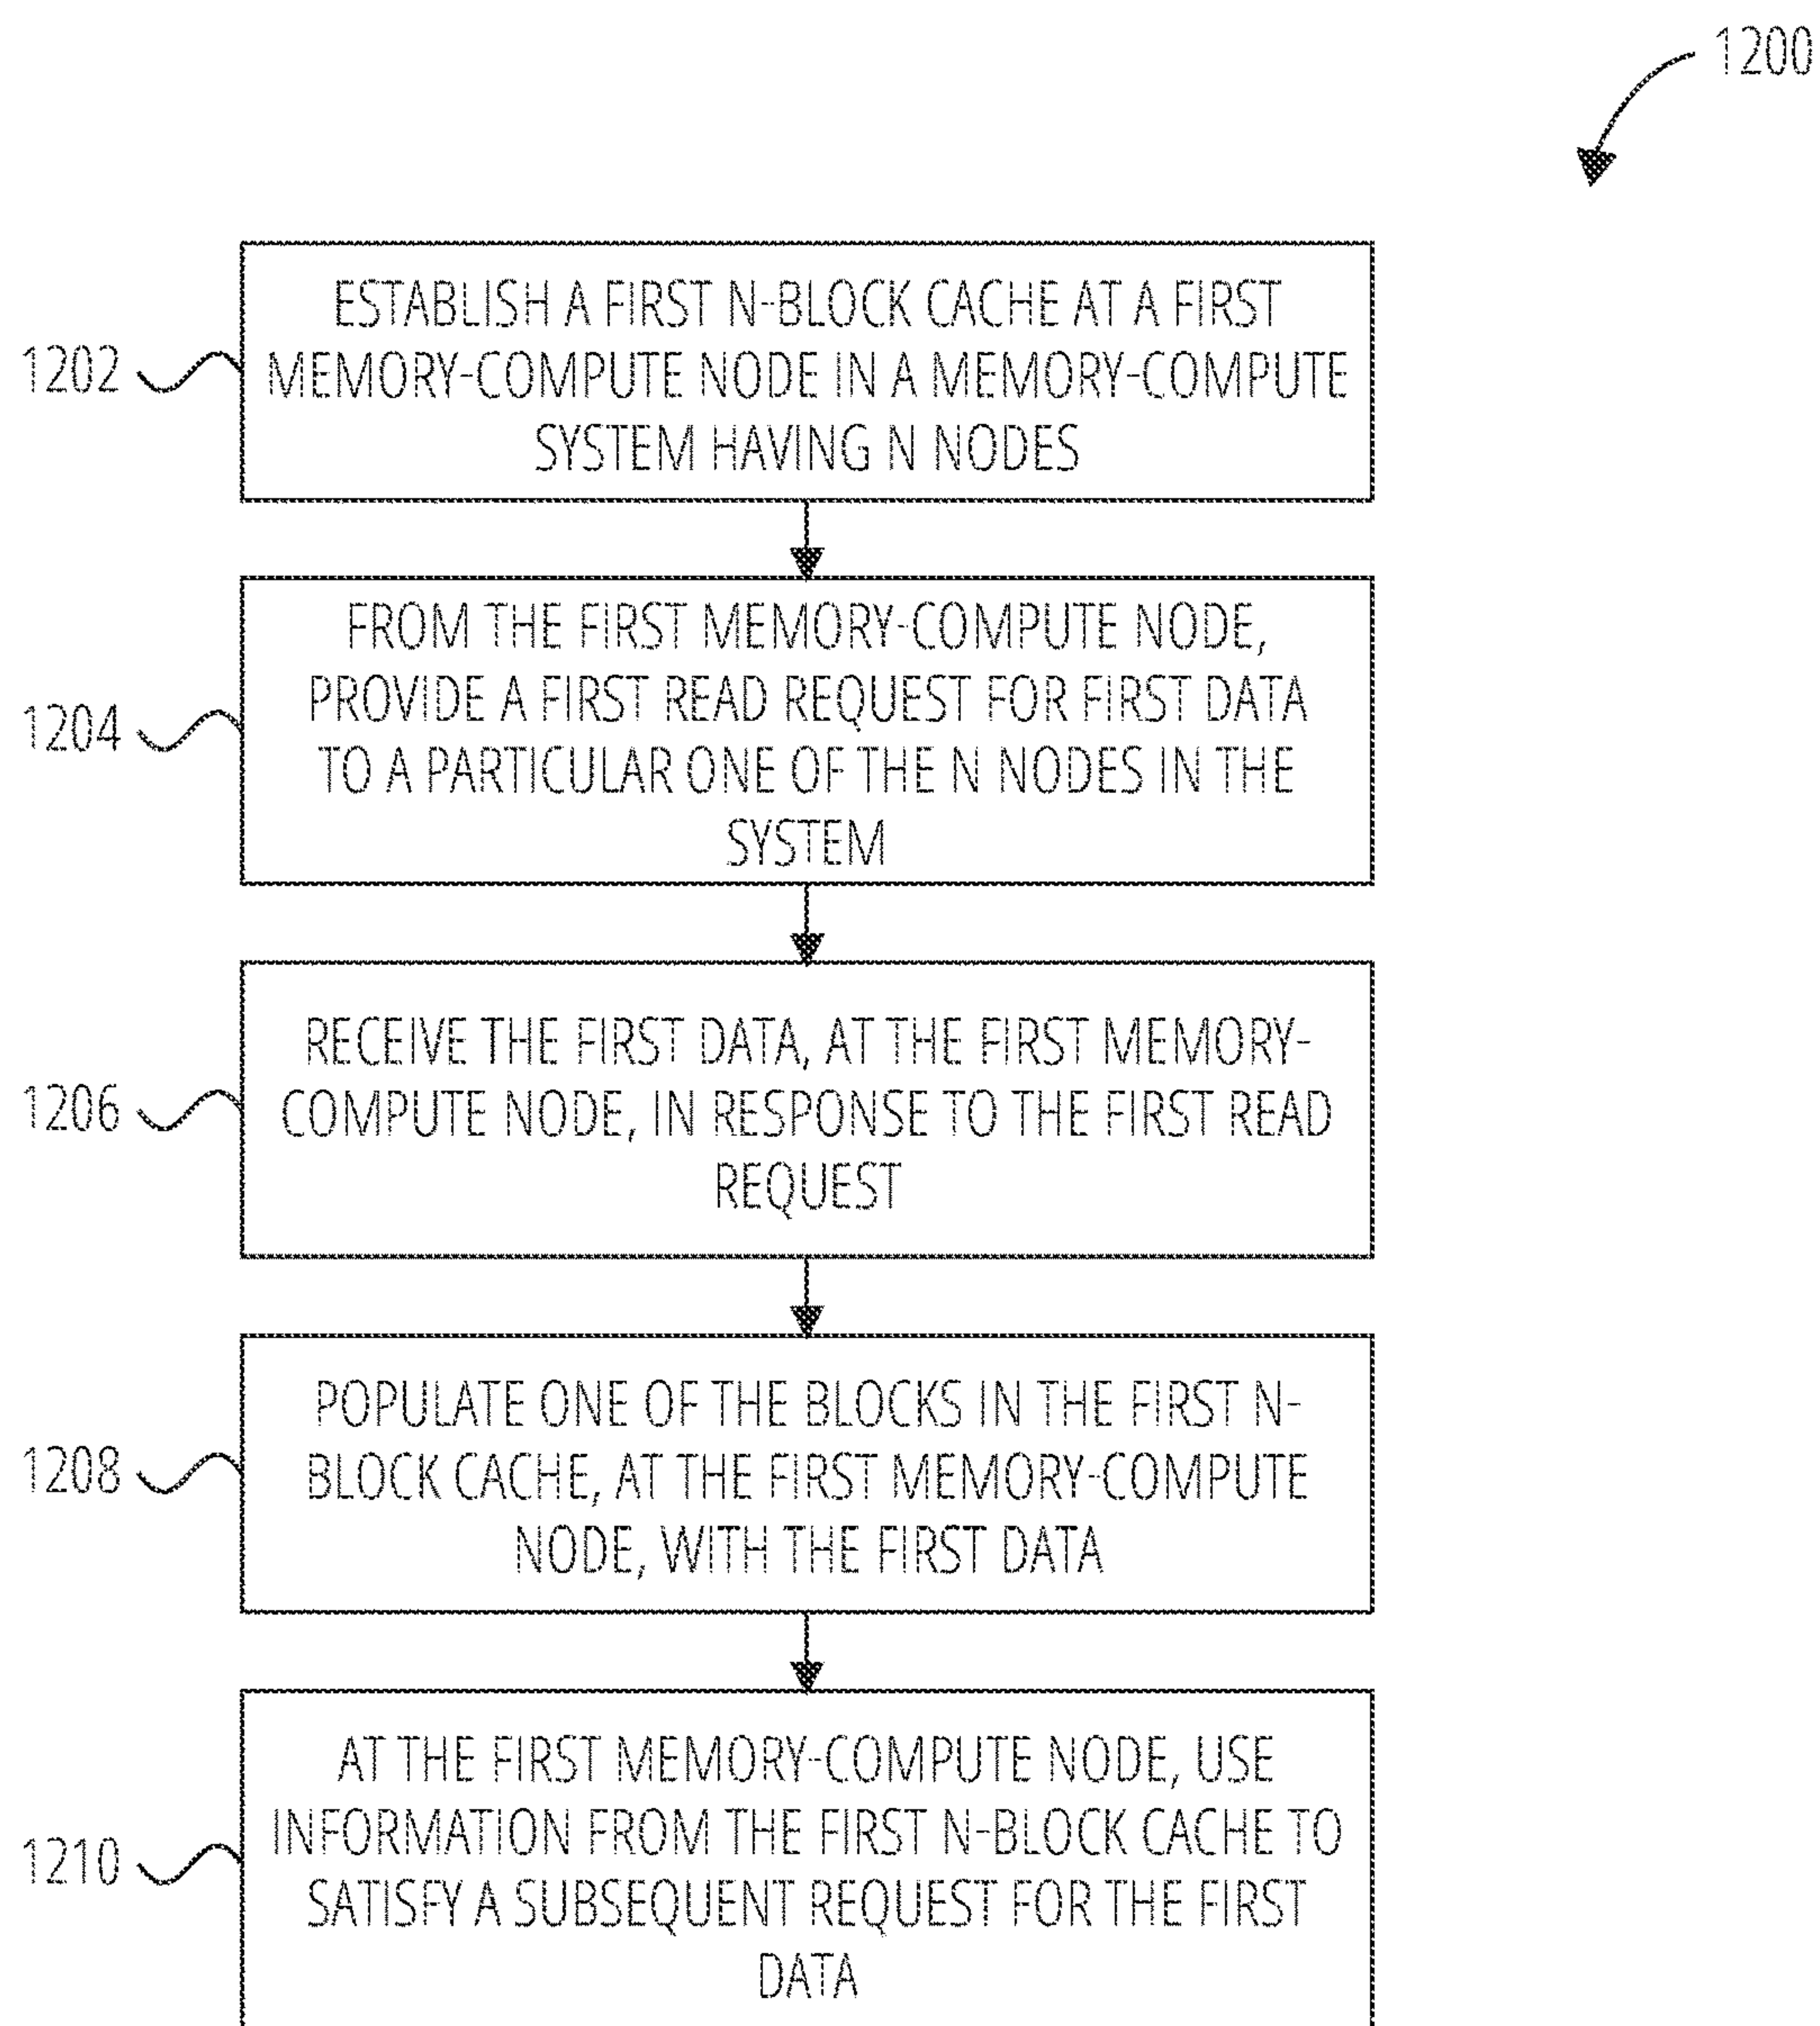 1200
1202
ESTABLISH A FIRST N-BLOCK CACHE AT A FIRST
MEMORY-COMPUTE NODE IN A MEMORY-COMPUTE
SYSTEM HAVING N NODES
1204
FROM THE FIRST MEMORY-COMPUTE NODE,
PROVIDE A FIRST READ REQUEST FOR FIRST DATA
TO A PARTICULAR ONE OF THE N NODES IN THE
SYSTEM
1206
RECEIVE THE FIRST DATA, AT THE FIRST MEMORY-
COMPUTE NODE, IN RESPONSE TO THE FIRST READ
REQUEST
1208
POPULATE ONE OF THE BLOCKS IN THE FIRST N-
BLOCK CACHE, AT THE FIRST MEMORY-COMPUTE
NODE, WITH THE FIRST DATA
1210
AT THE FIRST MEMORY-COMPUTE NODE, USE
INFORMATION FROM THE FIRST N-BLOCK CACHE TO
SATISFY A SUBSEQUENT REQUEST FOR THE FIRST
DATA